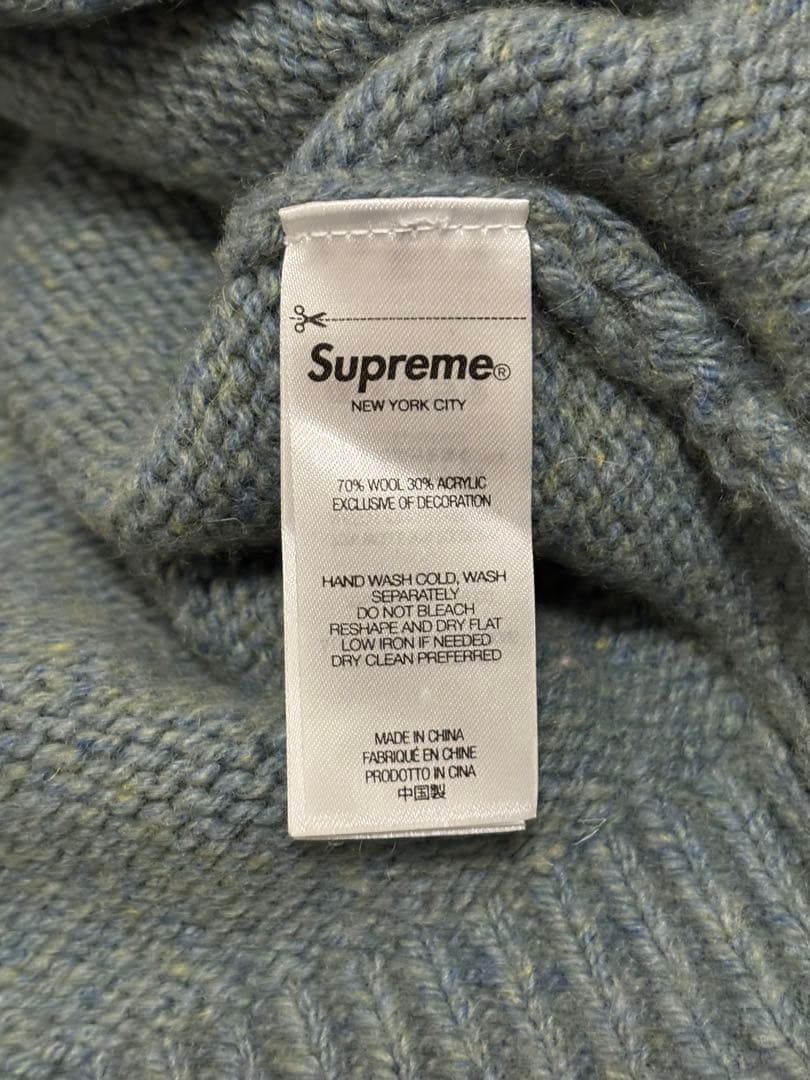 Supreme®
NEW YORK CITY
70% WOOL 30% ACRYLIC
EXCLUSIVE OF DECORATION
HAND WASH COLD, WASH
SEPARATELY
DO NOT BLEACH
RESHAPE AND DRY FLAT
LOW IRON IF NEEDED
DRY CLEAN PREFERRED
MADE IN CHINA
FABRIQUÉ EN CHINE
PRODOTTO IN CINA
中国製